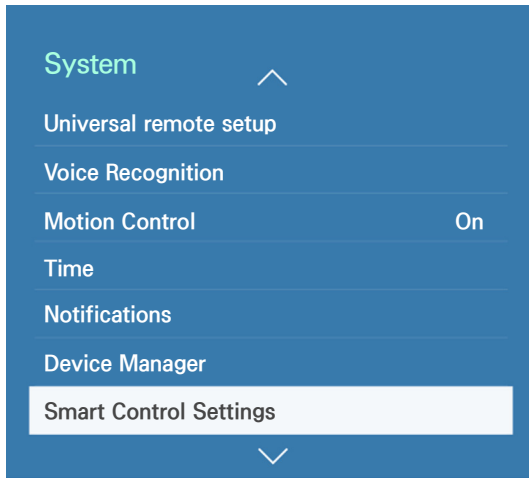 System
Universal remote setup
Voice Recognition
Motion Control On
Time
Notifications
Device Manager
Smart Control Settings